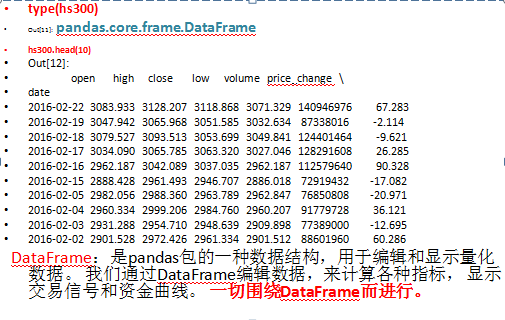 type(hs300)
Out[11]: pandas.core.frame.DataFrame
hs300.head(10)
Out[12]:
open high close low volume price_change \
date
2016-02-22 3083.933 3128.207 3118.868 3071.329 140946976 67.283
2016-02-19 3047.942 3065.968 3051.585 3032.634 87338016 -2.114
2016-02-18 3079.527 3093.513 3053.699 3049.841 124401464 -9.621
2016-02-17 3034.090 3065.785 3063.320 3027.046 128291608 26.285
2016-02-16 2962.187 3042.089 3037.035 2962.187 112579640 90.328
2016-02-15 2888.428 2961.493 2946.707 2886.018 72919432 -17.082
2016-02-05 2982.056 2988.360 2963.789 2962.847 76850808 -20.971
2016-02-04 2960.334 2999.206 2984.760 2960.207 91779728 36.121
2016-02-03 2931.288 2954.710 2948.639 2909.898 77389000 -12.695
2016-02-02 2901.528 2972.426 2961.334 2901.512 88601960 60.286
DataFrame：是pandas包的一种数据结构，用于编辑和显示量化
数据。 我们通过DataFrame编辑数据，来计算各种指标， 显示
交易信号和资金曲线。 一切围绕DataFrame而进行。